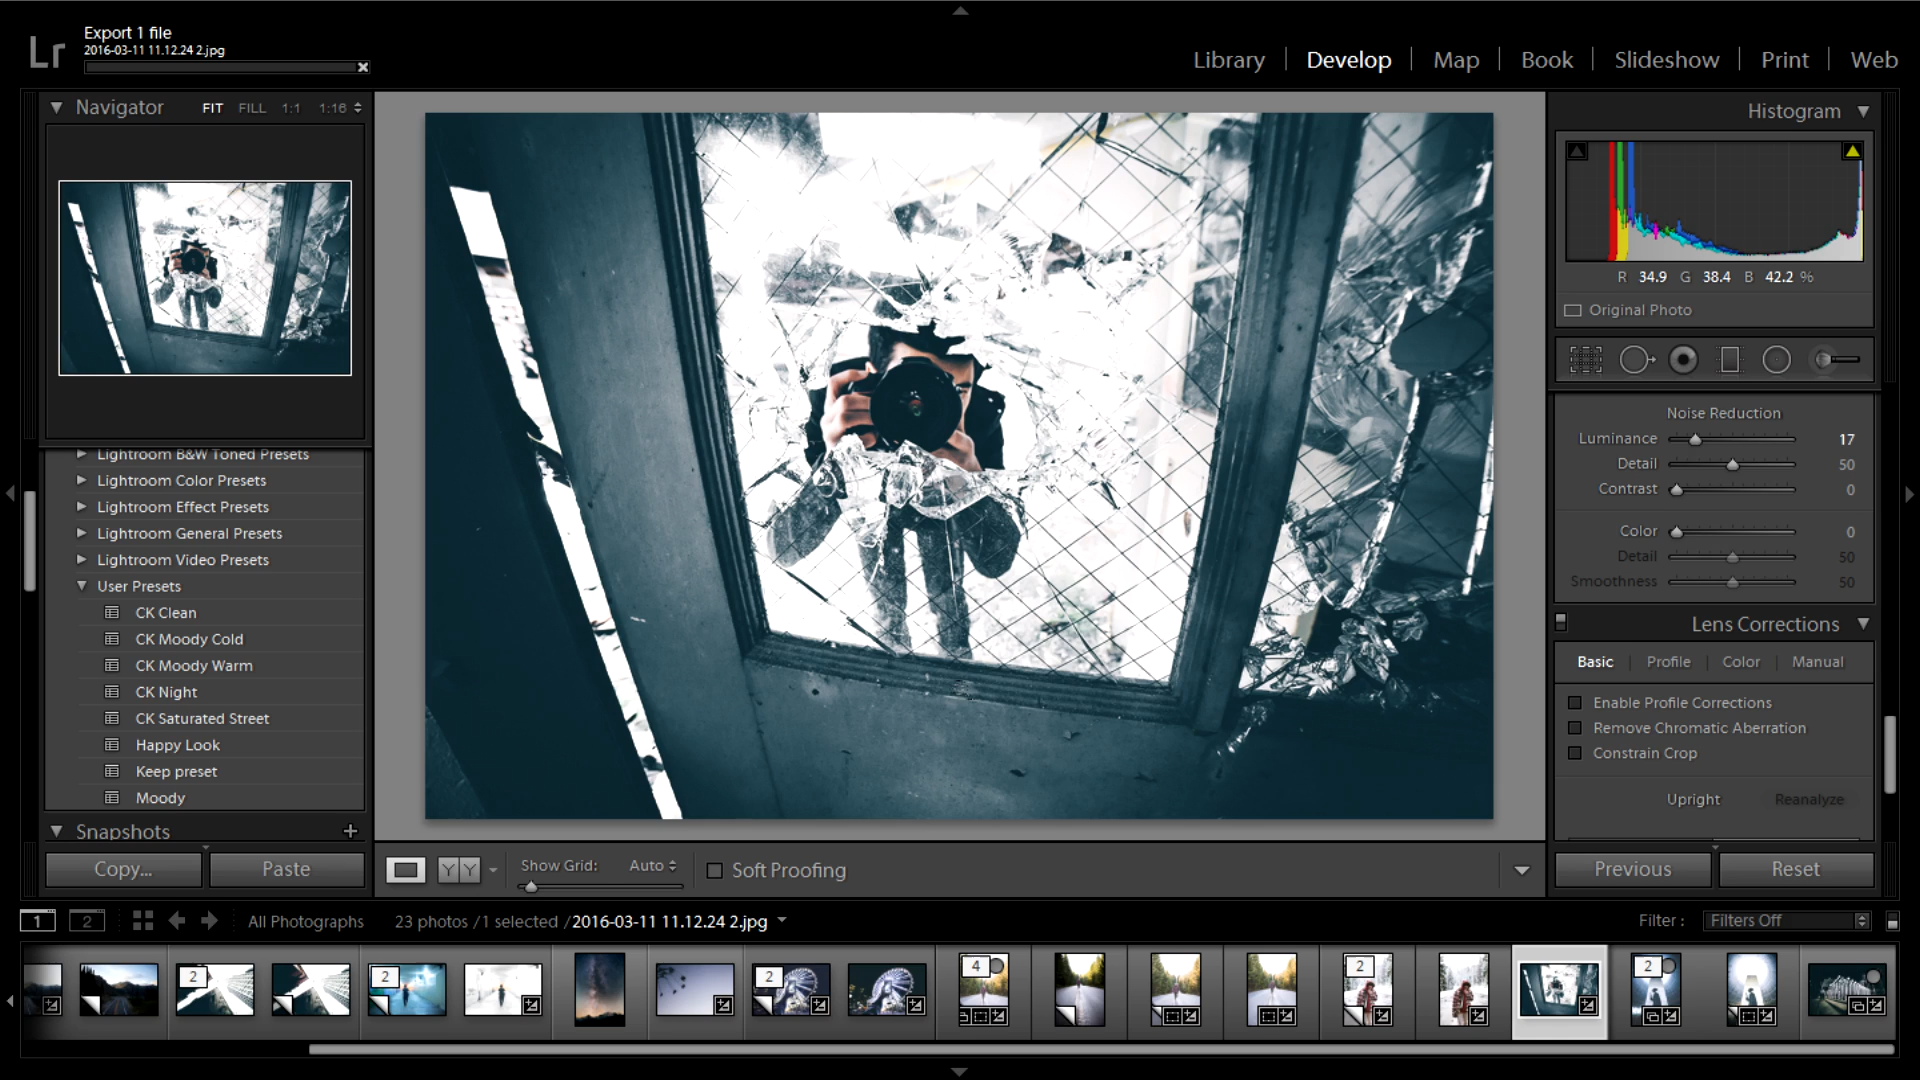 Lr
Export 1 file
2016-03-11 11.12.24 2.jpg
Library Develop Map Book Slideshow Print Web
Navigator FIT FILL 1:1 1:16
Lightroom B&W Toned Presets
Lightroom Color Presets
Lightroom Effect Presets
Lightroom General Presets
Lightroom Video Presets
User Presets
CK Clean
CK Moody Cold
CK Moody Warm
CK Night
CK Saturated Street
Happy Look
Keep preset
Moody
Snapshots +
Copy... Paste
Histogram
R 34.9 G 38.4 B 42.2 %
Original Photo
Noise Reduction
Luminance 17
Detail 50
Contrast 0
Color 0
Detail 50
Smoothness 50
Lens Corrections
Basic Profile Color Manual
Enable Profile Corrections
Remove Chromatic Aberration
Constrain Crop
Upright Reanalyze
Previous Reset
Y Y Show Grid: Auto Soft Proofing
1 2 All Photographs 23 photos / 1 selected / 2016-03-11 11.12.24 2.jpg Filter : Filters Off
2 2 2 4 2 2